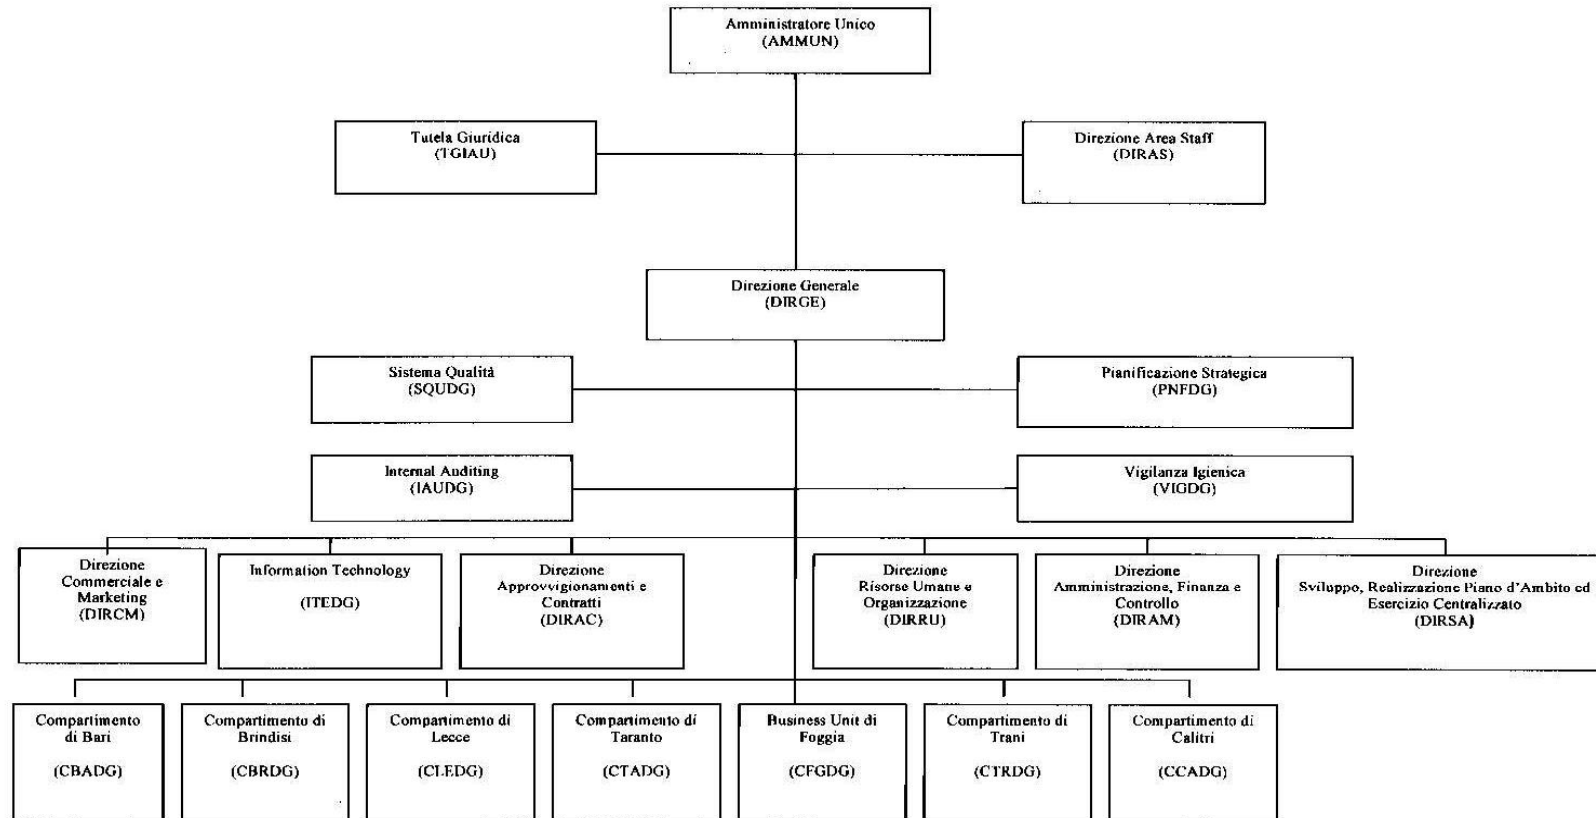 Amministratore Unico
(AMMUN)
Tutela Giuridica
(TGIAU)
Direzione Area Staff
(DIRAS)
Direzione Generale
(DIRGE)
Sistema Qualità
(SQUDG)
Pianificazione Strategica
(PNFDG)
Internal Auditing
(IAUDG)
Vigilanza Igienica
(VIGDG)
Direzione
Commerciale e
Marketing
(DIRCM)
Information Technology
(ITEDG)
Direzione
Approvvigionamenti e
Contratti
(DIRAC)
Direzione
Risorse Umane e
Organizzazione
(DIRRU)
Direzione
Amministrazione, Finanza e
Controllo
(DIRAM)
Direzione
Sviluppo, Realizzazione Piano d'Ambito ed
Esercizio Centralizzato
(DIRSA)
Compartimento
di Bari
(CBADG)
Compartimento di
Brindisi
(CBRDG)
Compartimento di
Lecce
(CLEDG)
Compartimento di
Taranto
(CTADG)
Business Unit di
Foggia
(CFGDG)
Compartimento di
Trani
(CTRDG)
Compartimento di
Calitri
(CCADG)